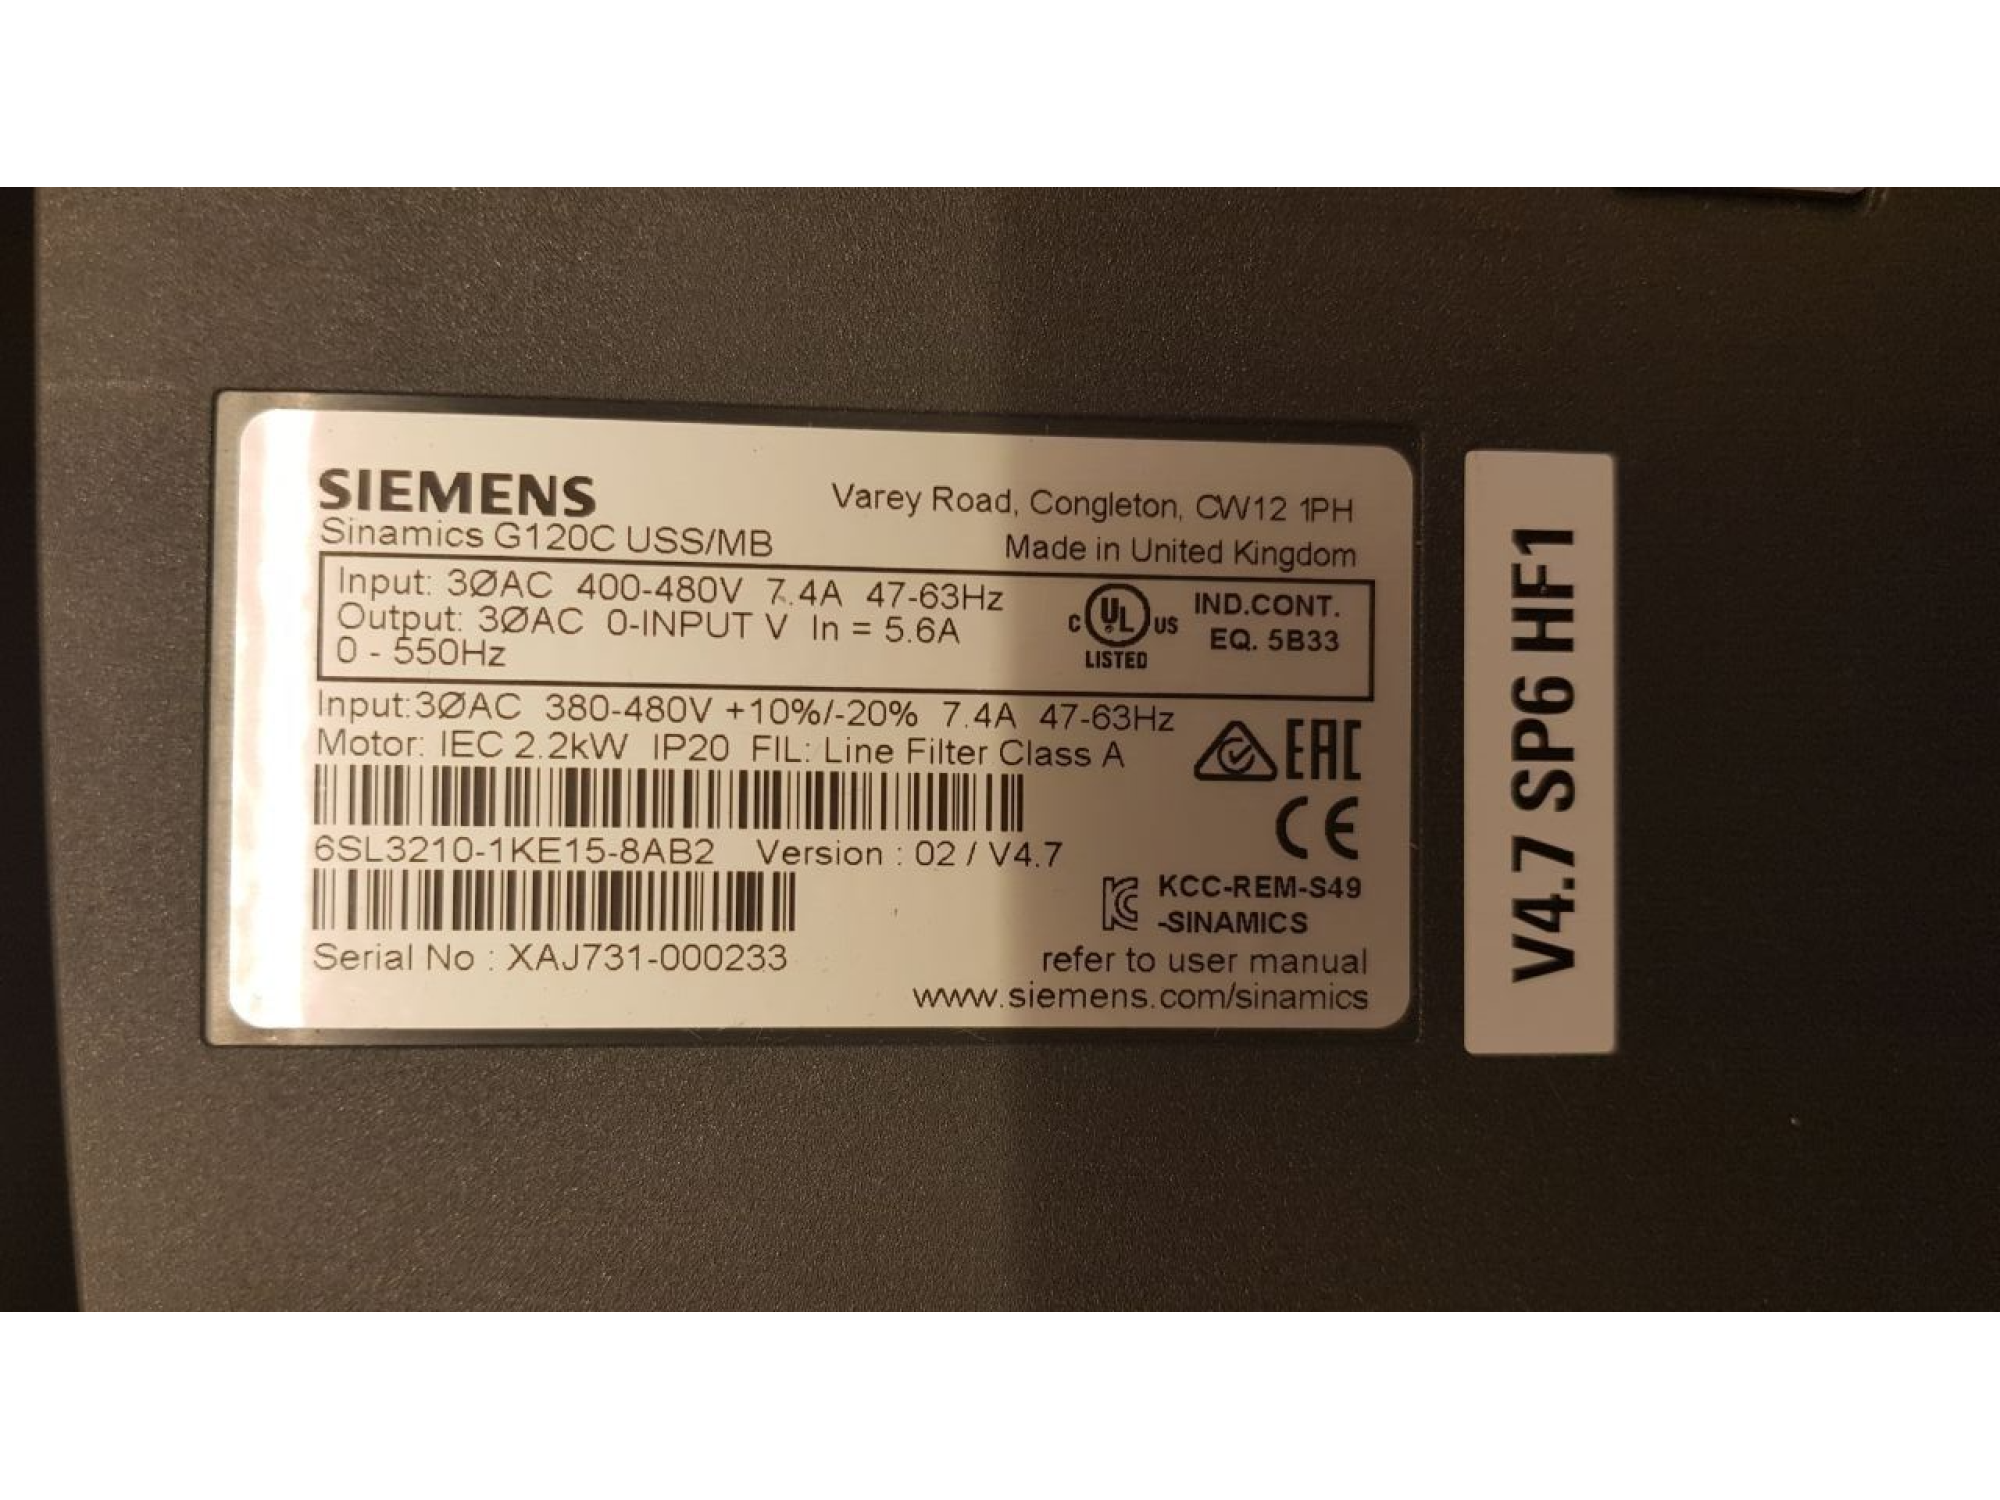 SIEMENS
Sinamics G120C USS/MB
Varey Road, Congleton, CW12 1PH
Made in United Kingdom
Input: 3ØAC 400-480V 7.4A 47-63Hz
Output: 3ØAC 0-INPUT V In = 5.6A
0 - 550Hz
C UL US
LISTED
IND.CONT.
EQ. 5B33
Input:3ØAC 380-480V +10%/-20% 7.4A 47-63Hz
Motor: IEC 2.2kW IP20 FIL: Line Filter Class A
EAC
CE
6SL3210-1KE15-8AB2 Version : 02 / V4.7
KCC-REM-S49
-SINAMICS
Serial No : XAJ731-000233
refer to user manual
www.siemens.com/sinamics
V4.7 SP6 HF1